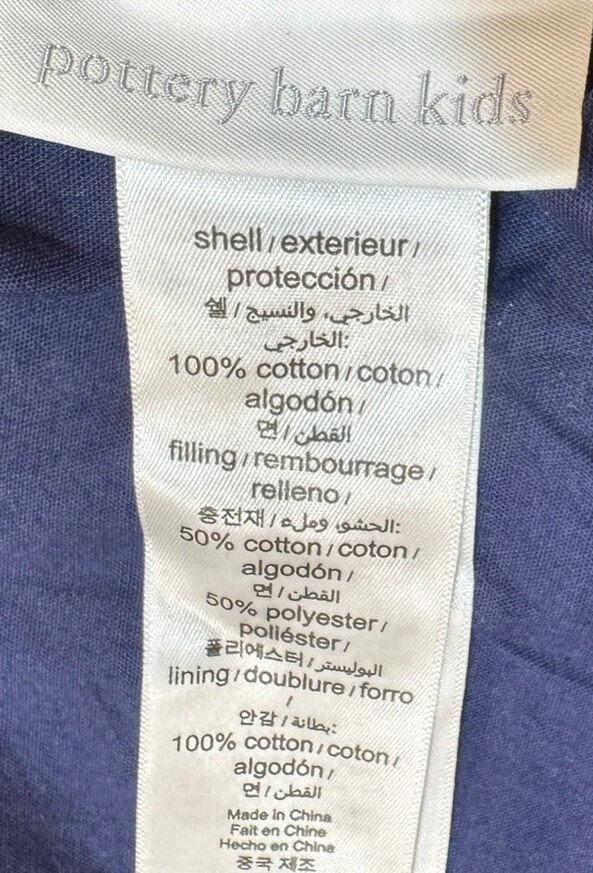 pottery barn kids
shell / exterieur /
protección /
쉘 / الخارجي، والنسيج
الخارجي:
100% cotton / coton /
algodón /
면 / القطن
filling / rembourrage /
relleno /
충전재 / الحشو، وملء:
50% cotton / coton /
algodón /
면 / القطن
50% polyester /
poliéster /
폴리에스터 / البوليستر
lining / doublure / forro
/
안감 / بطانة:
100% cotton / coton /
algodón /
면 / القطن
Made in China
Fait en Chine
Hecho en China
중국 제조